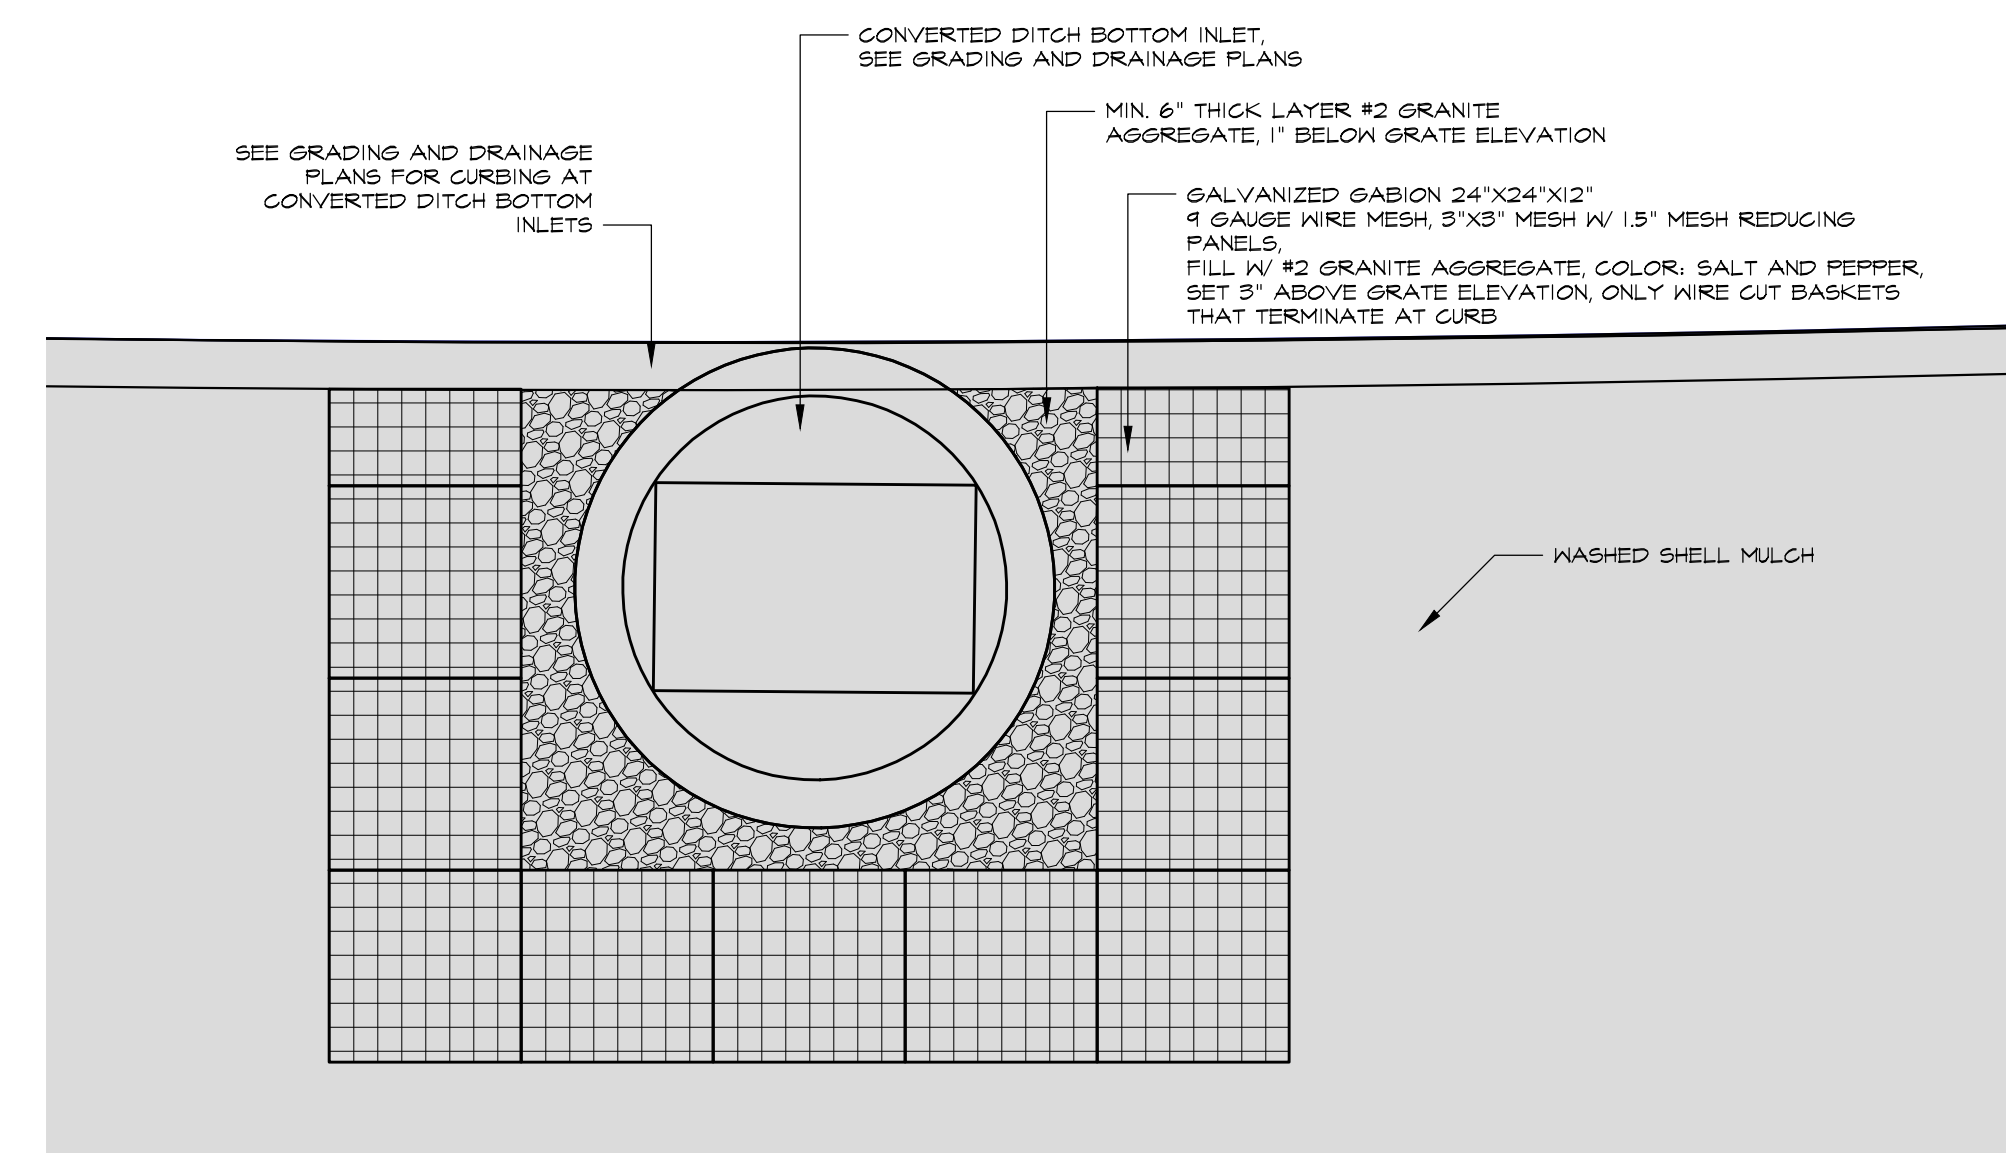 CONVERTED DITCH BOTTOM INLET,
SEE GRADING AND DRAINAGE PLANS
MIN. 6" THICK LAYER #2 GRANITE
AGGREGATE, 1" BELOW GRATE ELEVATION
SEE GRADING AND DRAINAGE
PLANS FOR CURBING AT
CONVERTED DITCH BOTTOM
INLETS
GALVANIZED GABION 24"X24"X12"
9 GAUGE WIRE MESH, 3"X3" MESH W/ 1.5" MESH REDUCING
PANELS,
FILL W/ #2 GRANITE AGGREGATE, COLOR: SALT AND PEPPER,
SET 3" ABOVE GRATE ELEVATION, ONLY WIRE CUT BASKETS
THAT TERMINATE AT CURB
WASHED SHELL MULCH